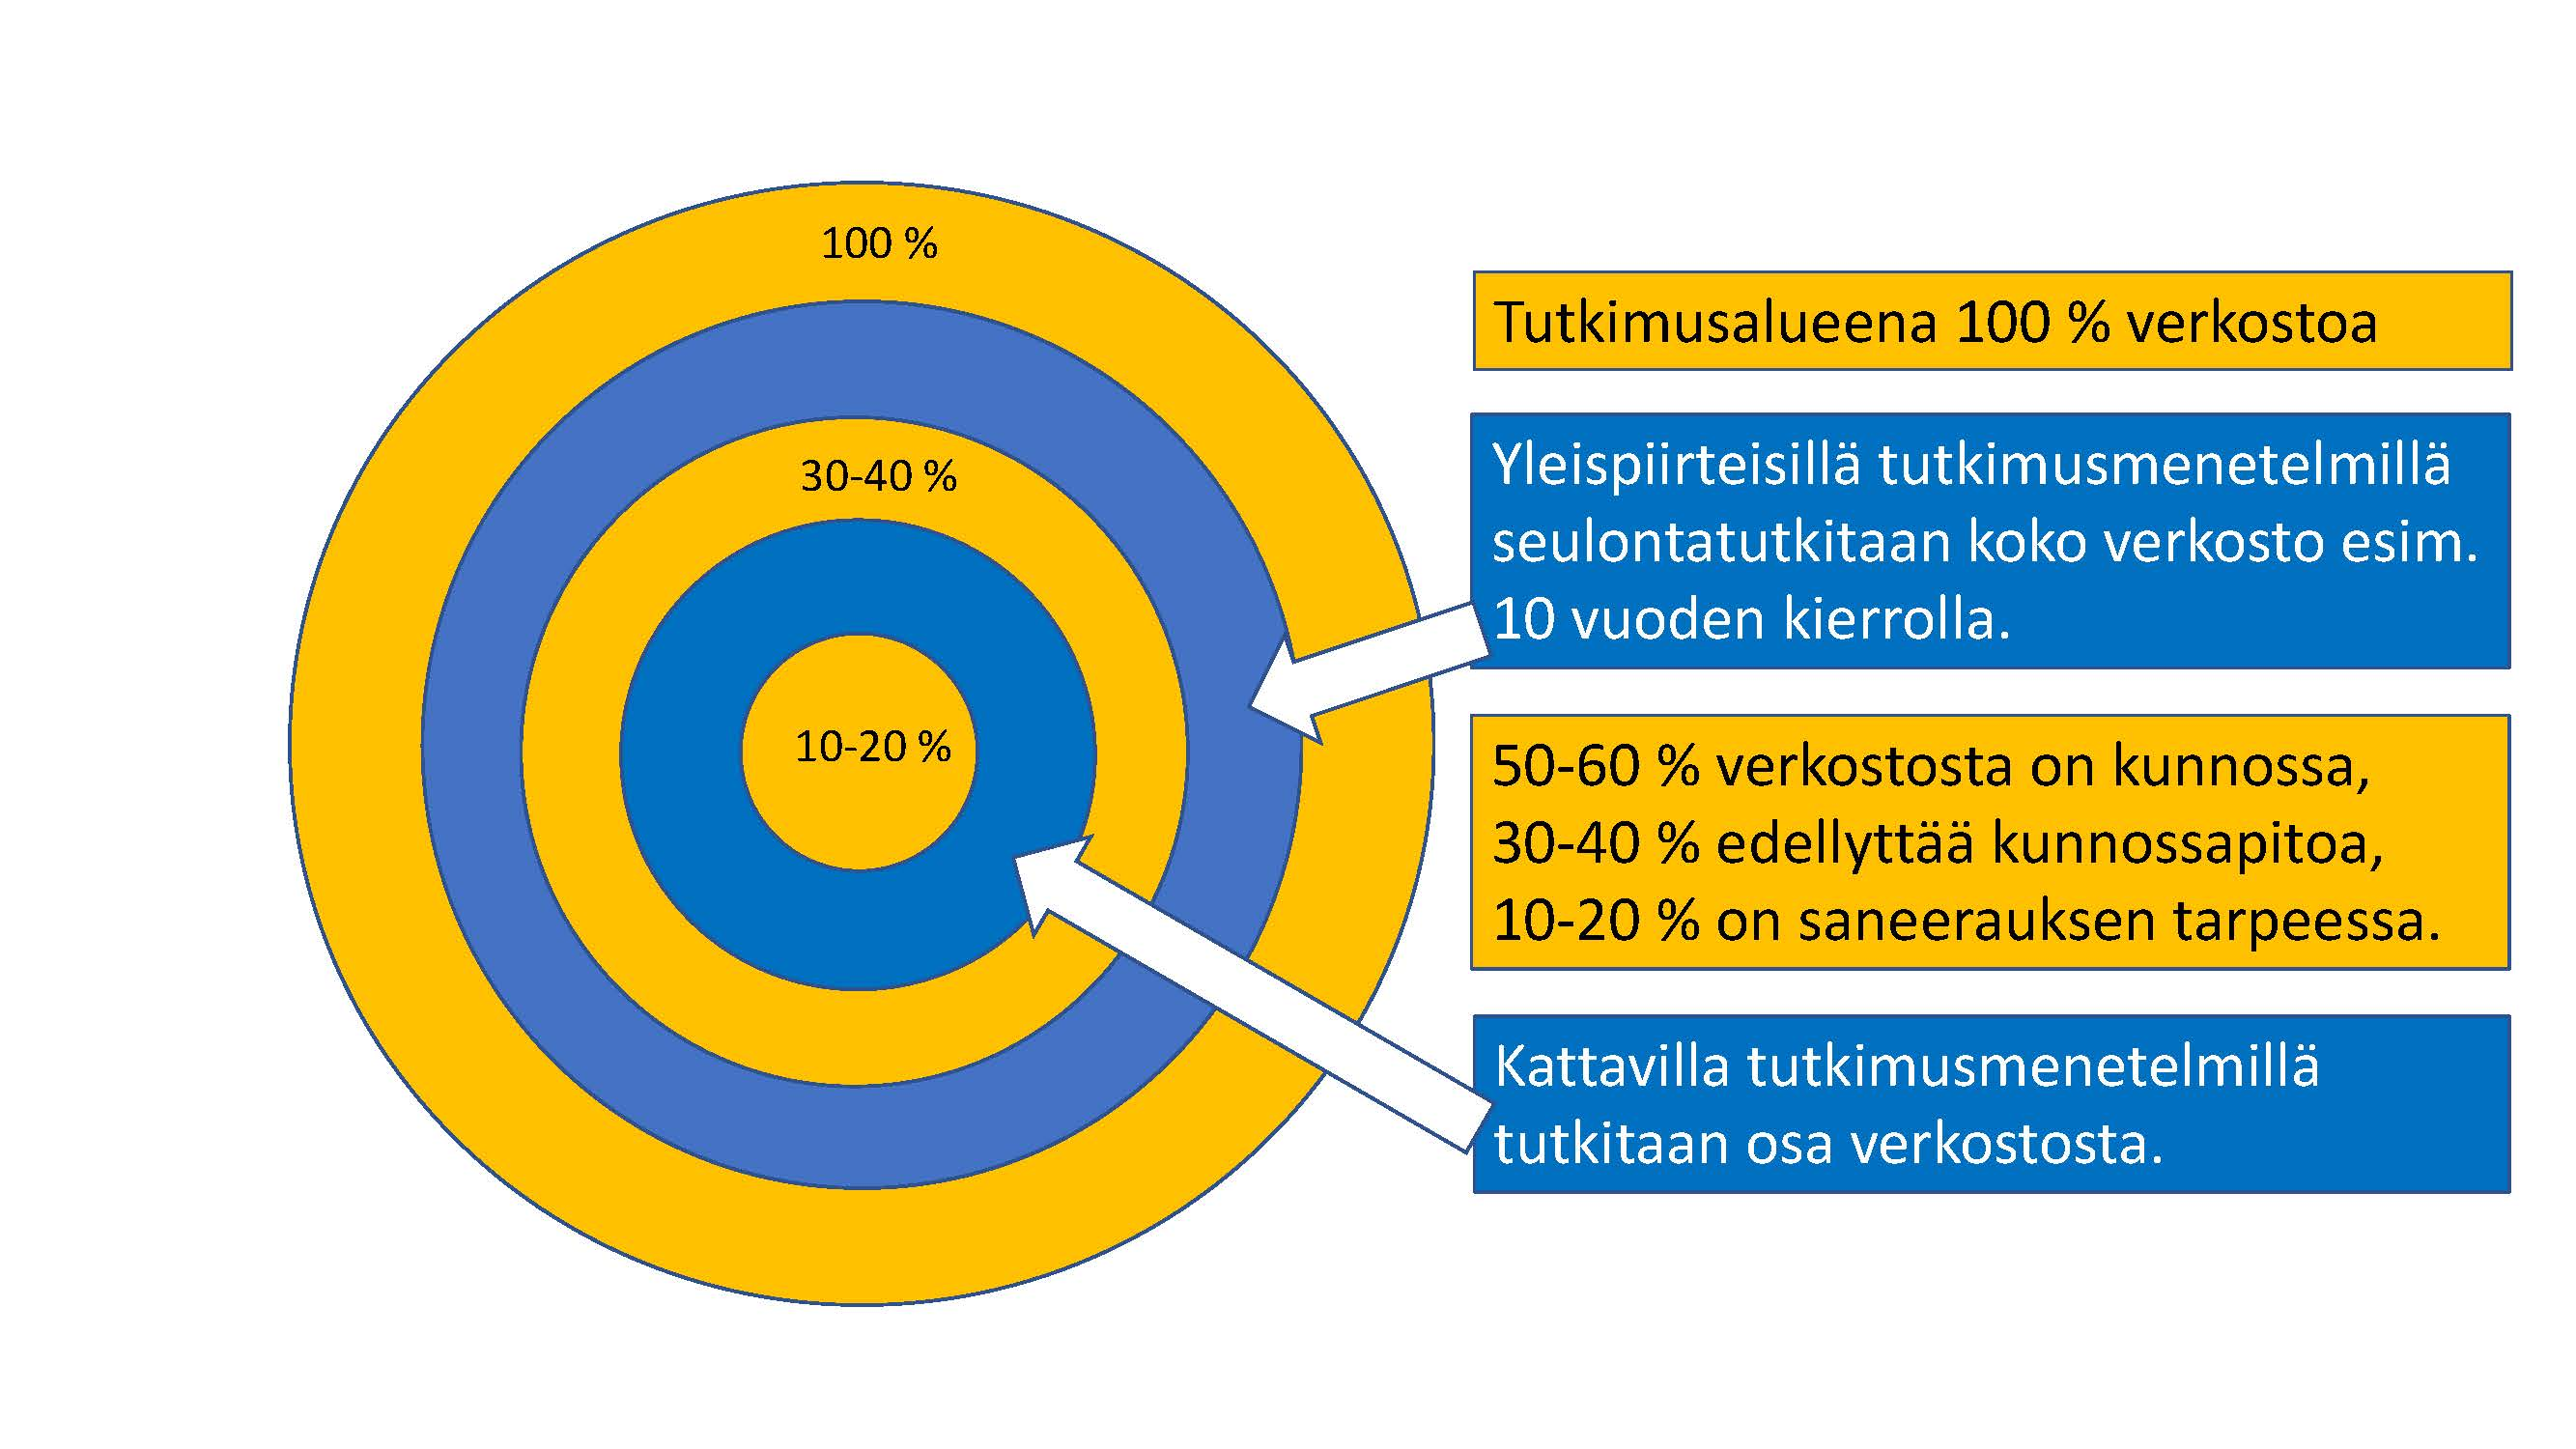 100 %
30-40 %
10-20 %
Tutkimusalueena 100 % verkostoa
Yleispiirteisillä tutkimusmenetelmillä
seulontatutkitaan koko verkosto esim.
10 vuoden kierrolla.
50-60 % verkostosta on kunnossa,
30-40 % edellyttää kunnossapitoa,
10-20 % on saneerauksen tarpeessa.
Kattavilla tutkimusmenetelmillä
tutkitaan osa verkostosta.